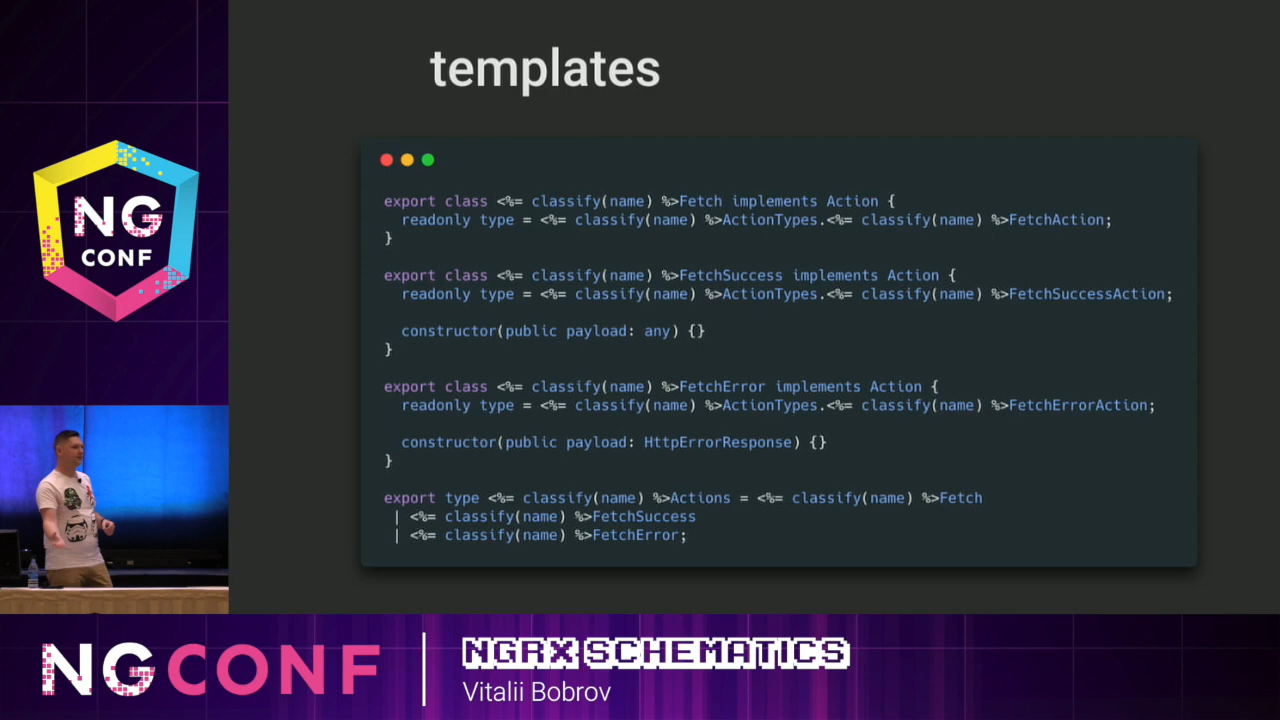 templates
NG
CONF
export class <%= classify(name) %>Fetch implements Action {
  readonly type = <%= classify(name) %>ActionTypes.<%= classify(name) %>FetchAction;
}
export class <%= classify(name) %>FetchSuccess implements Action {
  readonly type = <%= classify(name) %>ActionTypes.<%= classify(name) %>FetchSuccessAction;
  constructor(public payload: any) {}
}
export class <%= classify(name) %>FetchError implements Action {
  readonly type = <%= classify(name) %>ActionTypes.<%= classify(name) %>FetchErrorAction;
  constructor(public payload: HttpErrorResponse) {}
}
export type <%= classify(name) %>Actions = <%= classify(name) %>Fetch
 | <%= classify(name) %>FetchSuccess
 | <%= classify(name) %>FetchError;
NGCONF
NGRX SCHEMATICS
Vitalii Bobrov